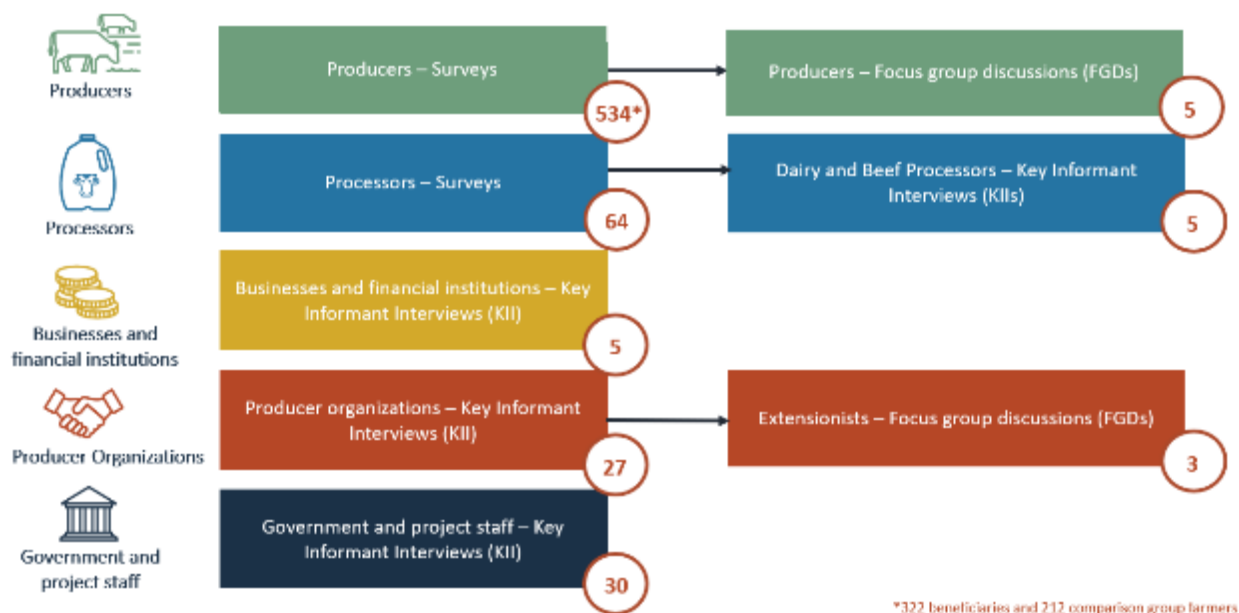 Producers
Producers – Surveys
534*
Producers – Focus group discussions (FGDs)
5
Processors
Processors – Surveys
64
Dairy and Beef Processors – Key Informant
Interviews (KIIs)
5
Businesses and
financial institutions
Businesses and financial institutions – Key
Informant Interviews (KII)
5
Producer Organizations
Producer organizations – Key Informant
Interviews (KII)
27
Extensionists – Focus group discussions (FGDs)
3
Government and
project staff
Government and project staff – Key
Informant Interviews (KII)
30
*322 beneficiaries and 212 comparison group farmers